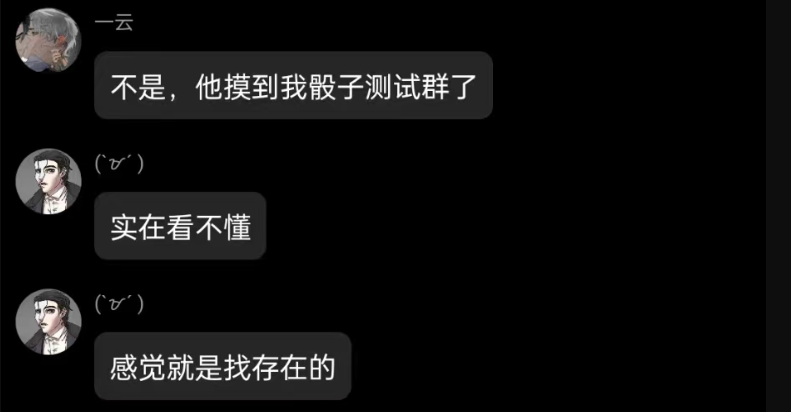 一云
不是，他摸到我骰子测试群了
(`ꇴ´ )
实在看不懂
(`ꇴ´ )
感觉就是找存在的